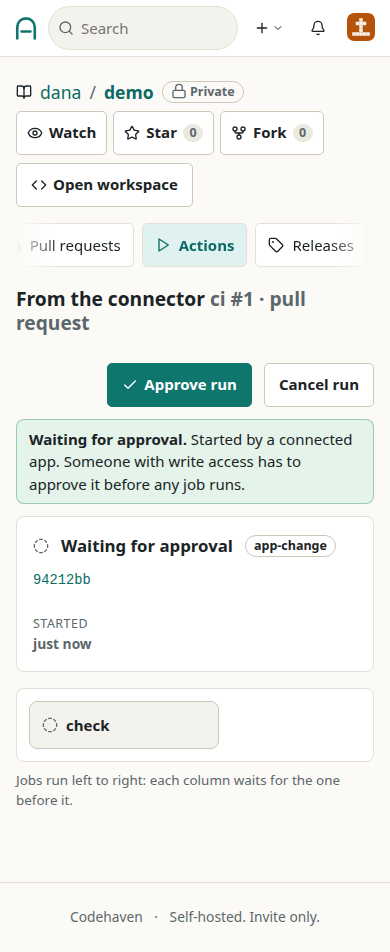 Search
dana / demo Private
Watch Star 0 Fork 0
Open workspace
Pull requests Actions Releases
From the connector ci #1 · pull
request
Approve run Cancel run
Waiting for approval. Started by a connected
app. Someone with write access has to
approve it before any job runs.
Waiting for approval app-change
94212bb
STARTED
just now
check
Jobs run left to right: each column waits for the one
before it.
Codehaven · Self-hosted. Invite only.